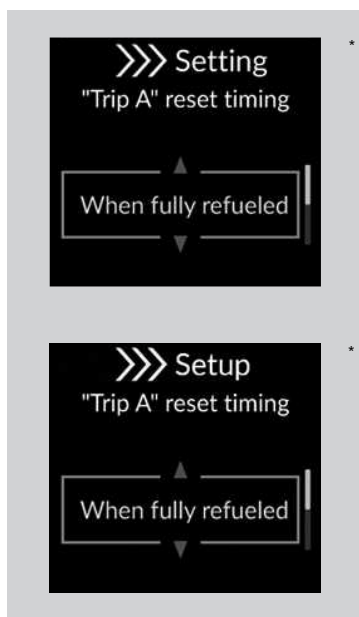 *
Setting
"Trip A" reset timing
When fully refueled
*
Setup
"Trip A" reset timing
When fully refueled